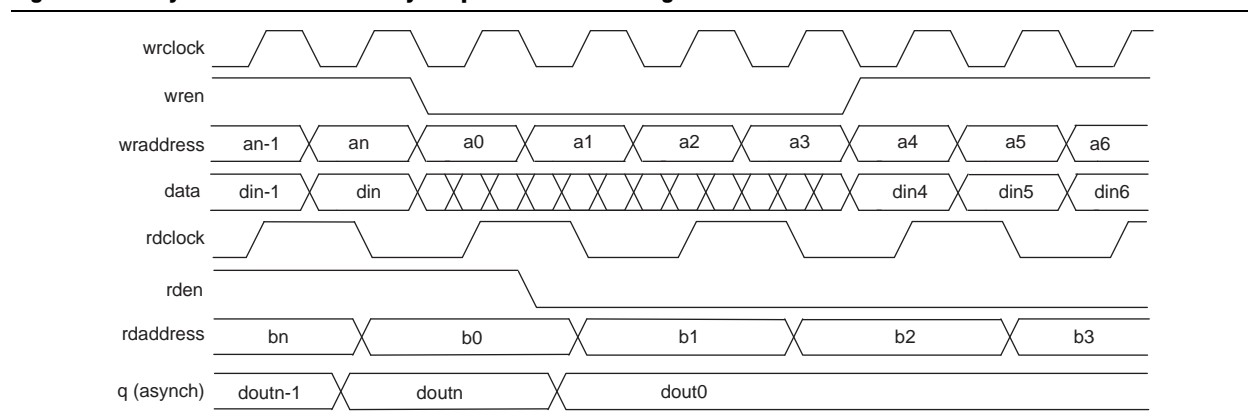 wrclock
wren
wraddress an-1 an a0 a1 a2 a3 a4 a5 a6
data din-1 din din4 din5 din6
rdclock
rden
rdaddress bn b0 b1 b2 b3
q (asynch) doutn-1 doutn dout0